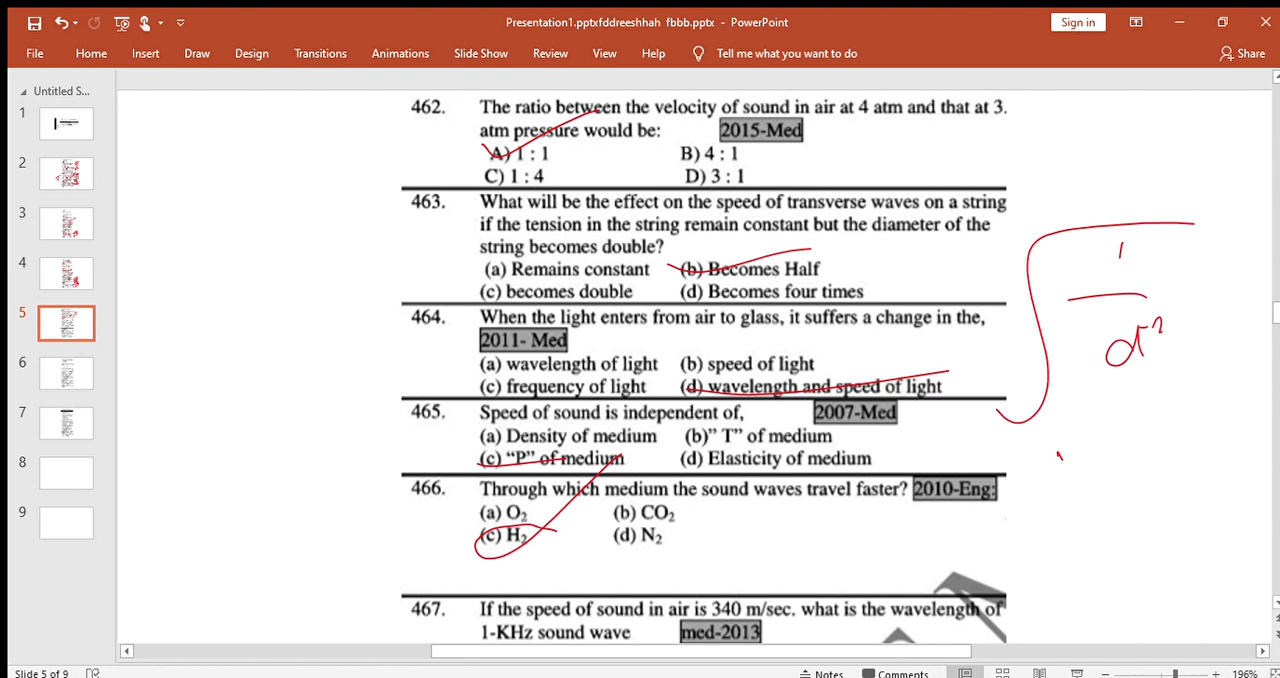 Presentation1.pptxfddreeshhah fbbb.pptx - PowerPoint
Sign in
File Home Insert Draw Design Transitions Animations Slide Show Review View Help Tell me what you want to do Share
Untitled S...
1
2
3
4
5
6
7
8
9
462. The ratio between the velocity of sound in air at 4 atm and that at 3.
atm pressure would be: 2015-Med
A) 1 : 1 B) 4 : 1
C) 1 : 4 D) 3 : 1
463. What will be the effect on the speed of transverse waves on a string
if the tension in the string remain constant but the diameter of the
string becomes double?
(a) Remains constant (b) Becomes Half
(c) becomes double (d) Becomes four times
464. When the light enters from air to glass, it suffers a change in the,
2011- Med
(a) wavelength of light (b) speed of light
(c) frequency of light (d) wavelength and speed of light
465. Speed of sound is independent of, 2007-Med
(a) Density of medium (b)” T” of medium
(c) “P” of medium (d) Elasticity of medium
466. Through which medium the sound waves travel faster? 2010-Eng:
(a) O₂ (b) CO₂
(c) H₂ (d) N₂
467. If the speed of sound in air is 340 m/sec. what is the wavelength of
1-KHz sound wave med-2013
√
1
d²
Slide 5 of 9 Notes Comments 196%